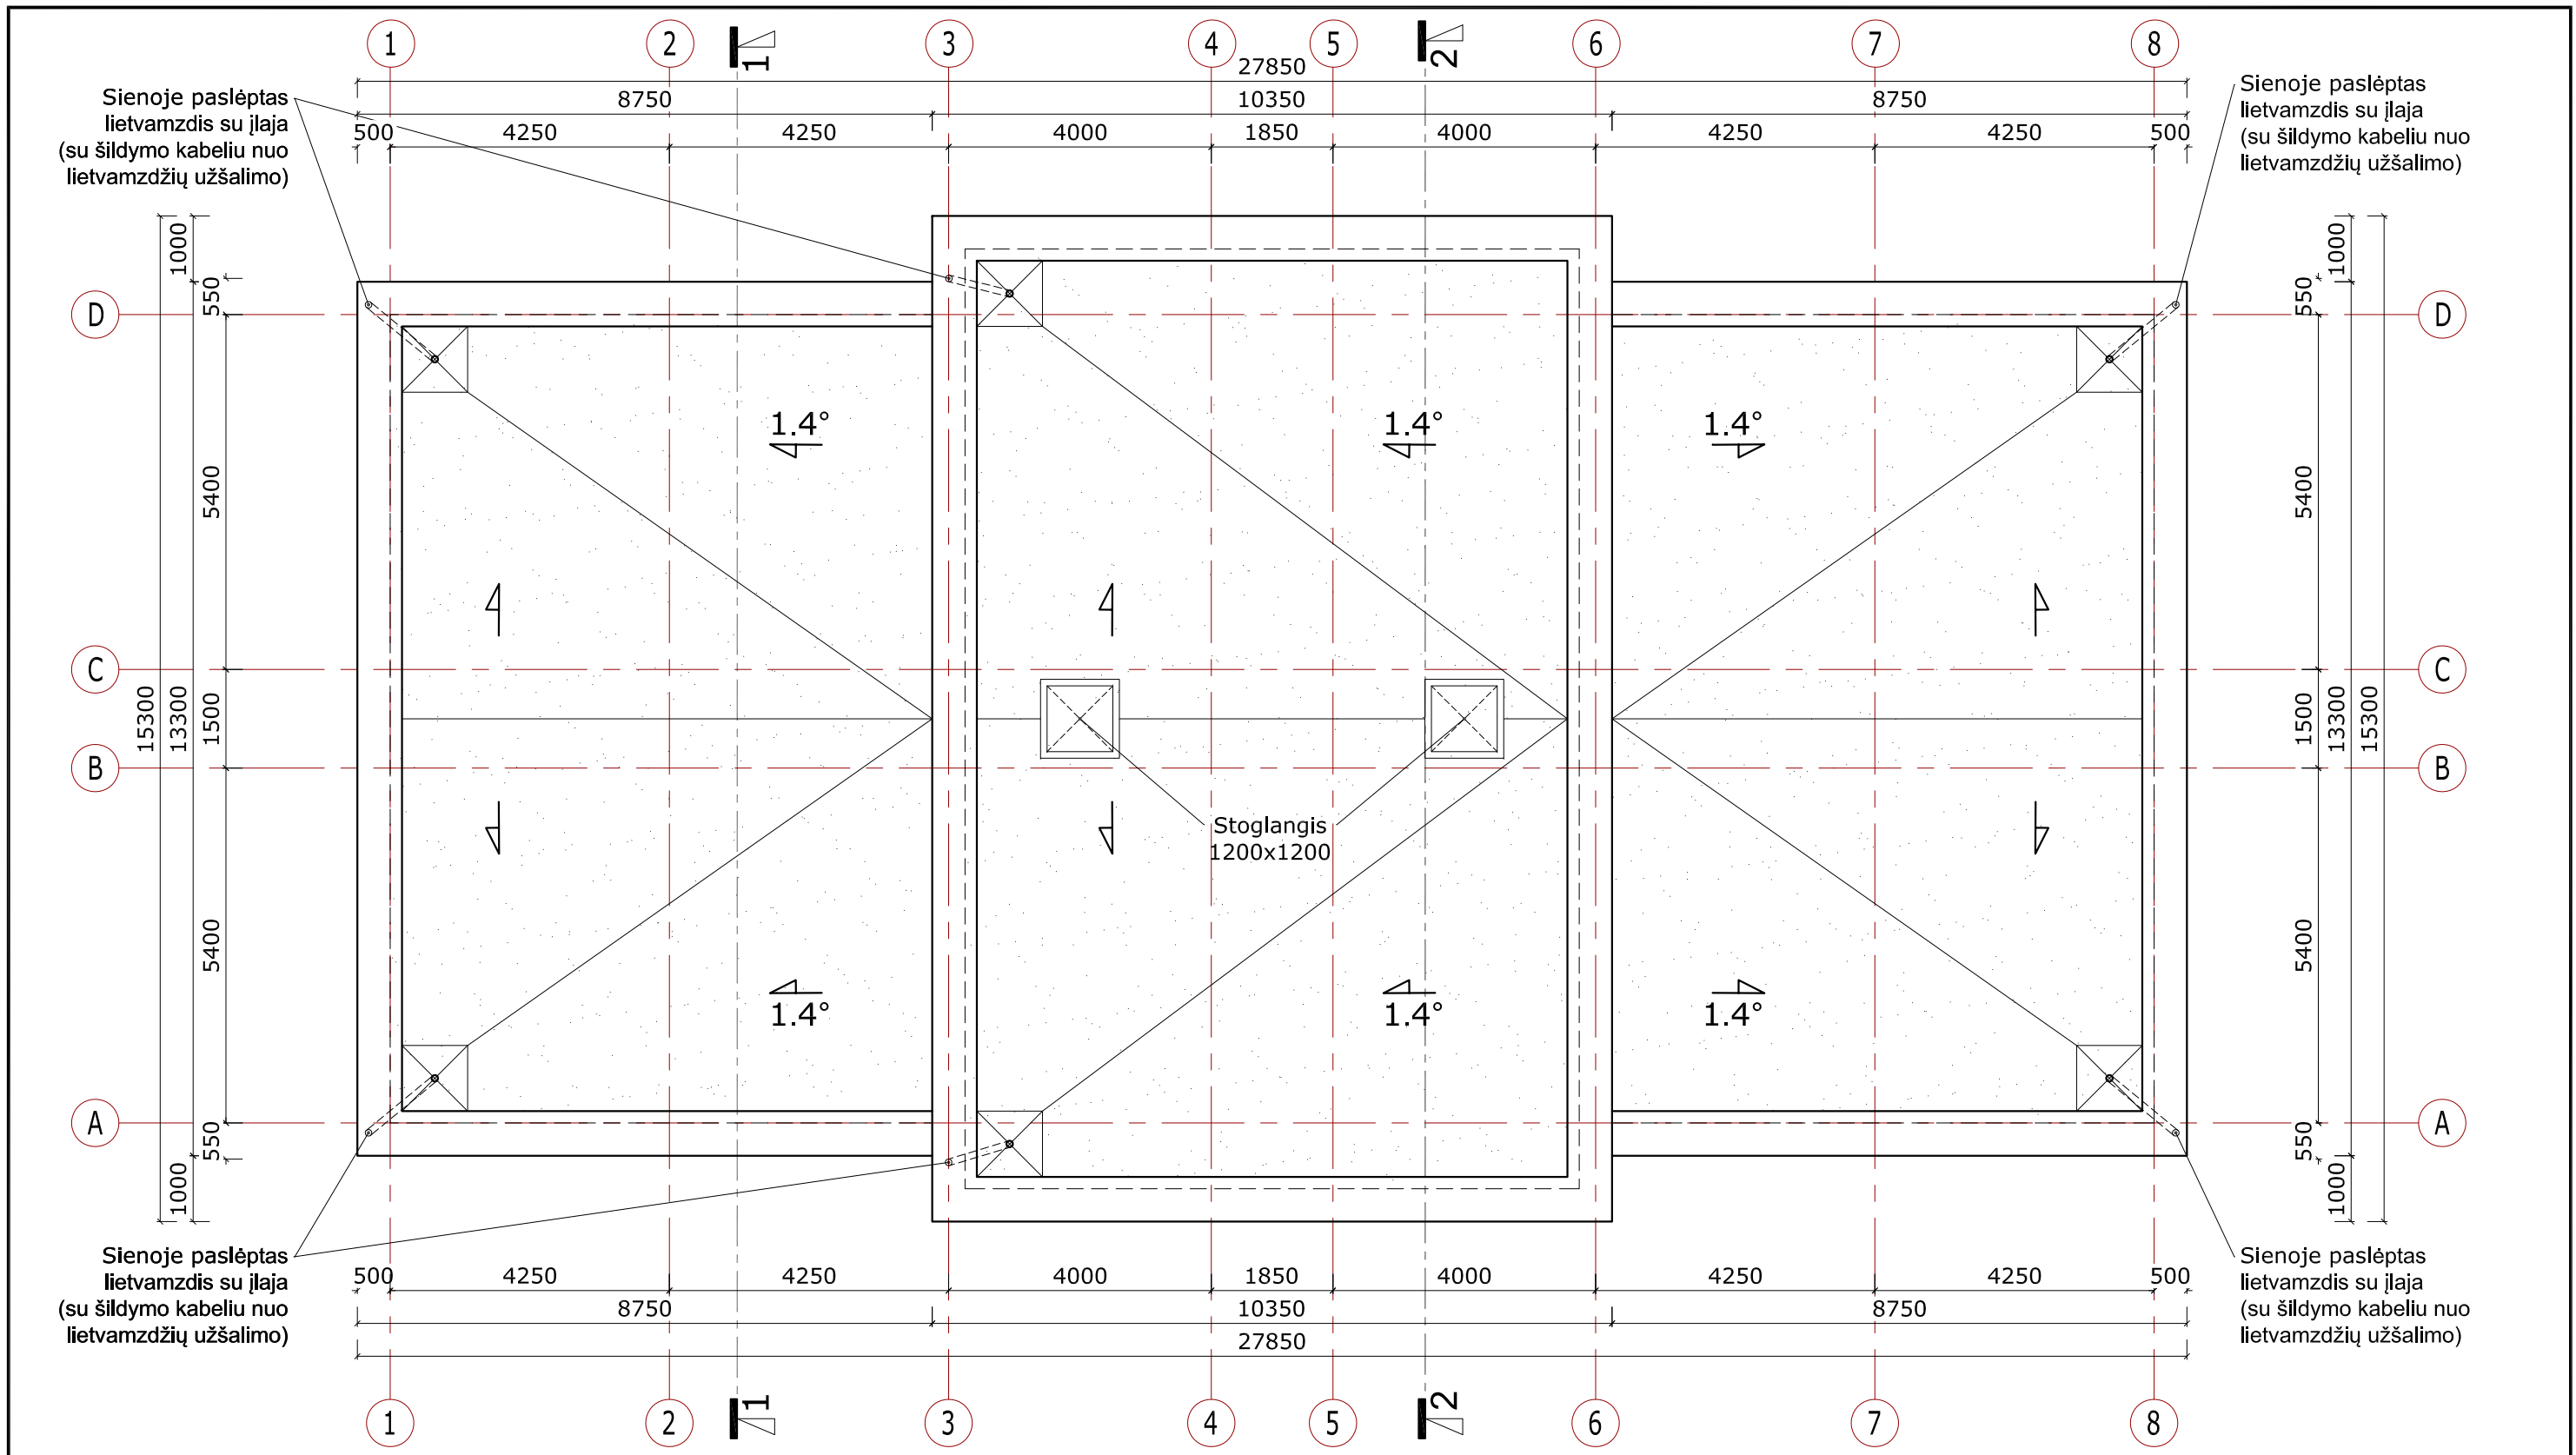 1 2 1 3 4 5 2 6 7 8
27850
8750 10350 8750
500 4250 4250 4000 1850 4000 4250 4250 500
Sienoje paslėptas
lietvamzdis su įlaja
(su šildymo kabeliu nuo
lietvamzdžių užšalimo)
Sienoje paslėptas
lietvamzdis su įlaja
(su šildymo kabeliu nuo
lietvamzdžių užšalimo)
1000 1000
550 550
D D
1.4° 1.4° 1.4°
5400 5400
C C
15300 13300 1500 1500 13300 15300
B B
Stoglangis
1200x1200
5400 5400
1.4° 1.4° 1.4°
A A
550 550
1000 1000
Sienoje paslėptas
lietvamzdis su įlaja
(su šildymo kabeliu nuo
lietvamzdžių užšalimo)
Sienoje paslėptas
lietvamzdis su įlaja
(su šildymo kabeliu nuo
lietvamzdžių užšalimo)
500 4250 4250 4000 1850 4000 4250 4250 500
8750 10350 8750
27850
1 2 1 3 4 5 2 6 7 8